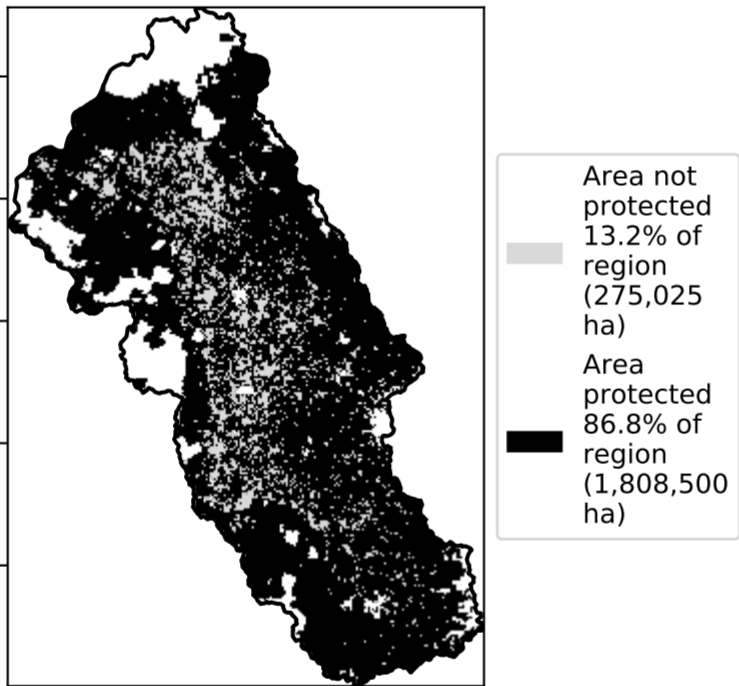 Area not
protected
13.2% of
region
(275,025
ha)
Area
protected
86.8% of
region
(1,808,500
ha)